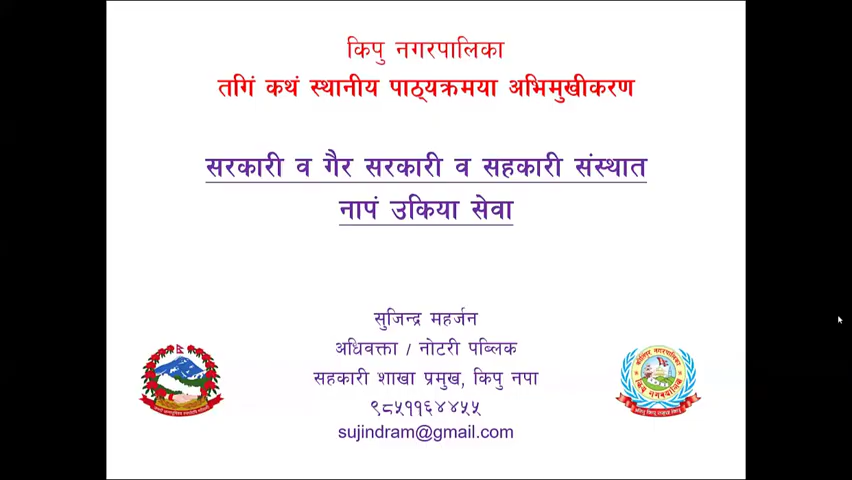 किपु नगरपालिका
तगिं कथं स्थानीय पाठ्यक्रमया अभिमुखीकरण
सरकारी व गैर सरकारी व सहकारी संस्थात
नापं उकिया सेवा
सुजिन्द्र महर्जन
अधिवक्ता / नोटरी पब्लिक
सहकारी शाखा प्रमुख, किपु नपा
९८५११६४४५५
sujindram@gmail.com